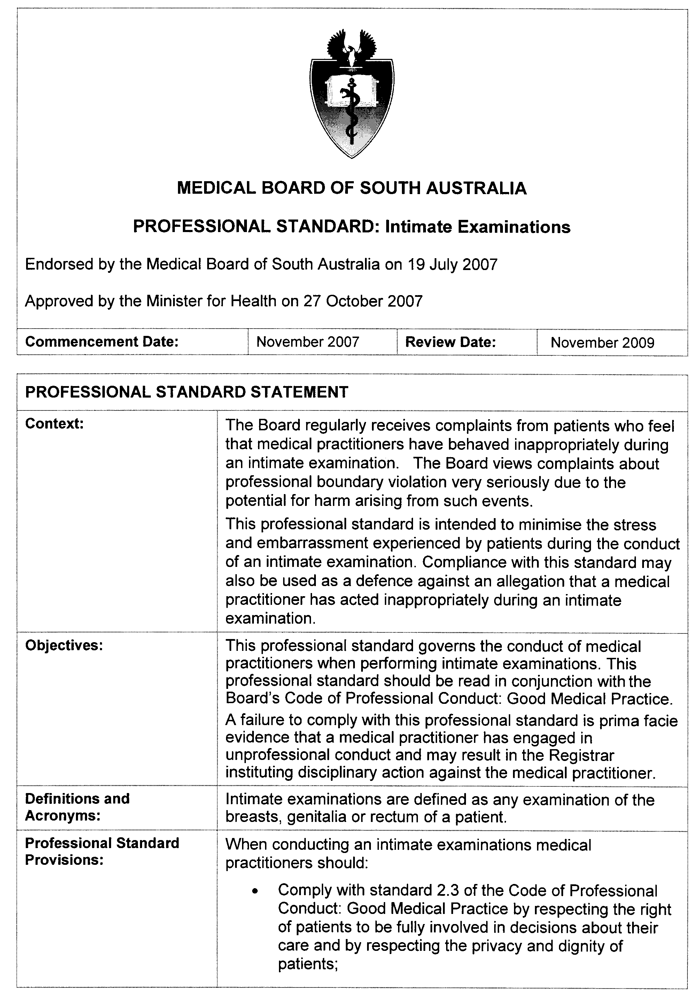 MEDICAL BOARD OF SOUTH AUSTRALIA
PROFESSIONAL STANDARD: Intimate Examinations
Endorsed by the Medical Board of South Australia on 19 July 2007
Approved by the Minister for Health on 27 October 2007
Commencement Date: November 2007 Review Date: November 2009
PROFESSIONAL STANDARD STATEMENT
Context:
The Board regularly receives complaints from patients who feel
that medical practitioners have behaved inappropriately during
an intimate examination. The Board views complaints about
professional boundary violation very seriously due to the
potential for harm arising from such events.
This professional standard is intended to minimise the stress
and embarrassment experienced by patients during the conduct
of an intimate examination. Compliance with this standard may
also be used as a defence against an allegation that a medical
practitioner has acted inappropriately during an intimate
examination.
Objectives:
This professional standard governs the conduct of medical
practitioners when performing intimate examinations. This
professional standard should be read in conjunction with the
Board's Code of Professional Conduct: Good Medical Practice.
A failure to comply with this professional standard is prima facie
evidence that a medical practitioner has engaged in
unprofessional conduct and may result in the Registrar
instituting disciplinary action against the medical practitioner.
Definitions and
Acronyms:
Intimate examinations are defined as any examination of the
breasts, genitalia or rectum of a patient.
Professional Standard
Provisions:
When conducting an intimate examinations medical
practitioners should:
• Comply with standard 2.3 of the Code of Professional
Conduct: Good Medical Practice by respecting the right
of patients to be fully involved in decisions about their
care and by respecting the privacy and dignity of
patients;